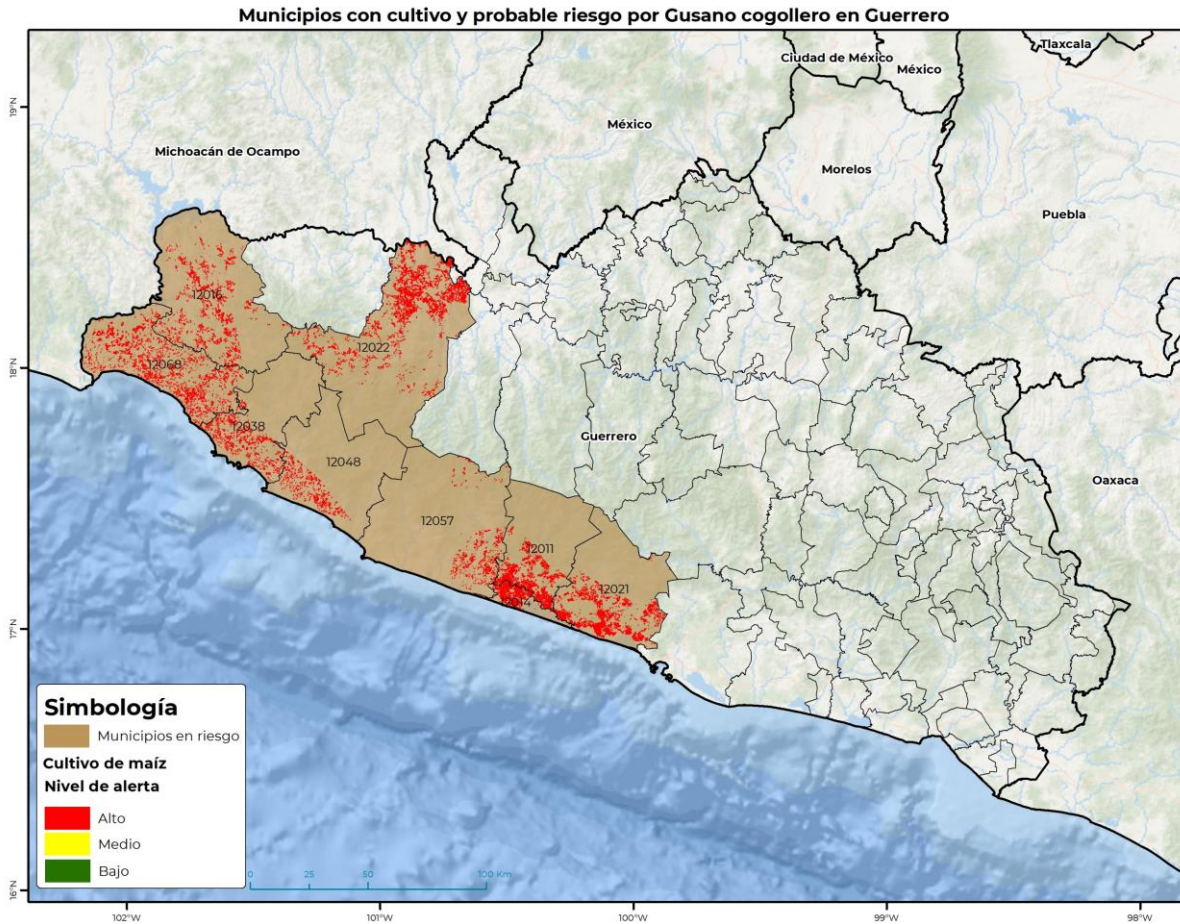 Municipios con cultivo y probable riesgo por Gusano cogollero en Guerrero
Tlaxcala
Ciudad de México
México
19°N
México
Michoacán de Ocampo
Morelos
Puebla
12016
12022
18°N
12068
12038
Guerrero
12048
Oaxaca
12057
12011
12021
12014
17°N
Simbología
Municipios en riesgo
Cultivo de maíz
Nivel de alerta
Alto
Medio
Bajo
0 25 50 100 Km
16°N
102°W 101°W 100°W 99°W 98°W